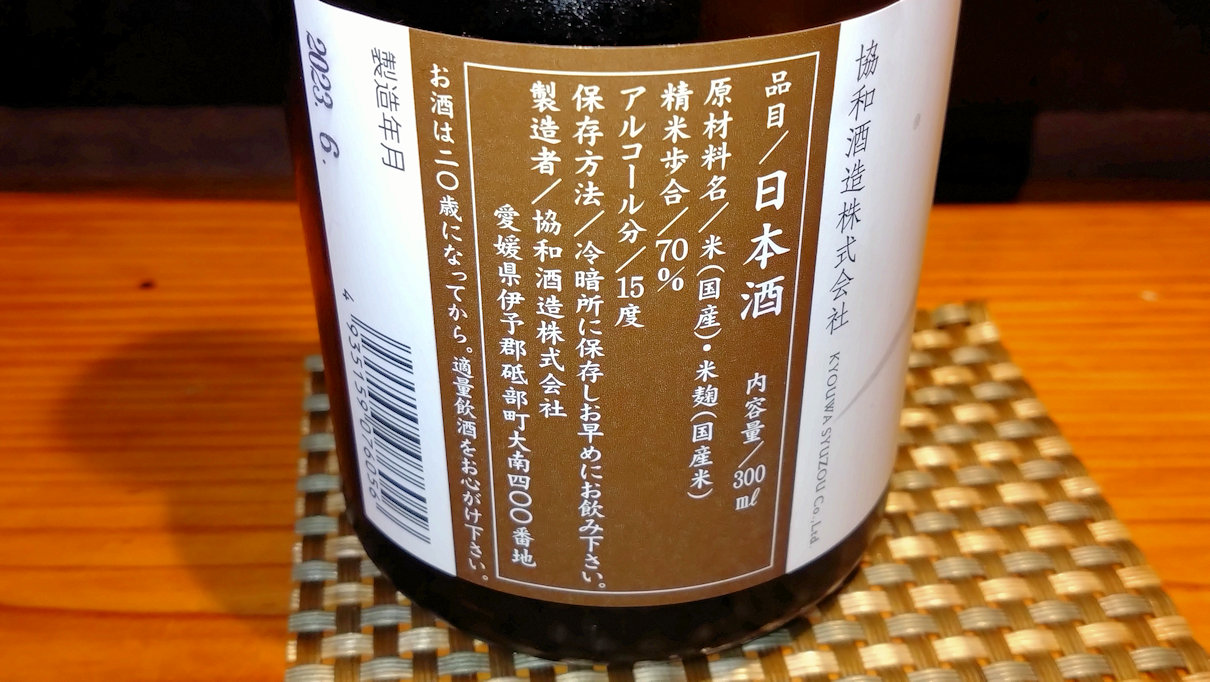 協和酒造株式会社 KYOUWA SYUZOU Co.,Ltd.
品目/日本酒 内容量/300㎖
原材料名/米(国産)・米麹(国産米)
精米歩合/70%
アルコール分/15度
保存方法/冷暗所に保存しお早めにお飲み下さい。
製造者/協和酒造株式会社
愛媛県伊予郡砥部町大南四〇〇番地
お酒は二〇歳になってから。適量飲酒をお心がけ下さい。
製造年月
2023. 6.
4 935159 076056